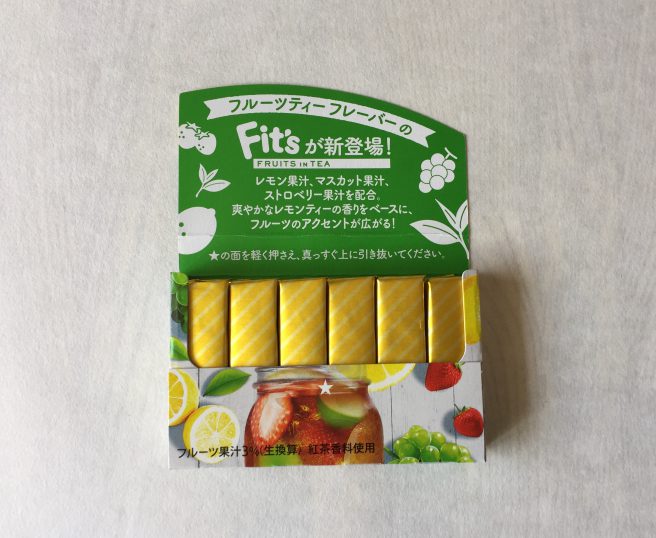 フルーツティーフレーバーの
Fit's が新登場！
FRUITS IN TEA
レモン果汁、マスカット果汁、
ストロベリー果汁を配合。
爽やかなレモンティーの香りをベースに、
フルーツのアクセントが広がる！
★の面を軽く押さえ、真っすぐ上に引き抜いてください。
フルーツ果汁3%(生換算) 紅茶香料使用